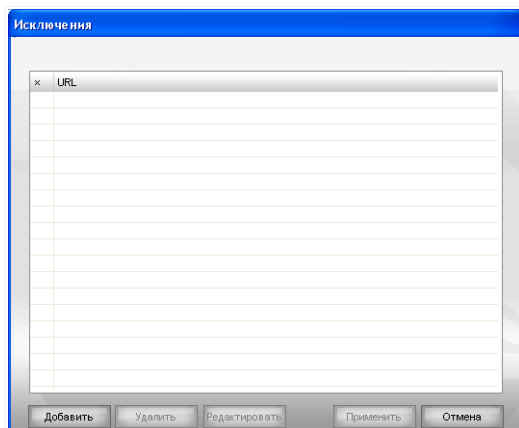 Исключения
× URL
Добавить Удалить Редактировать Применить Отмена